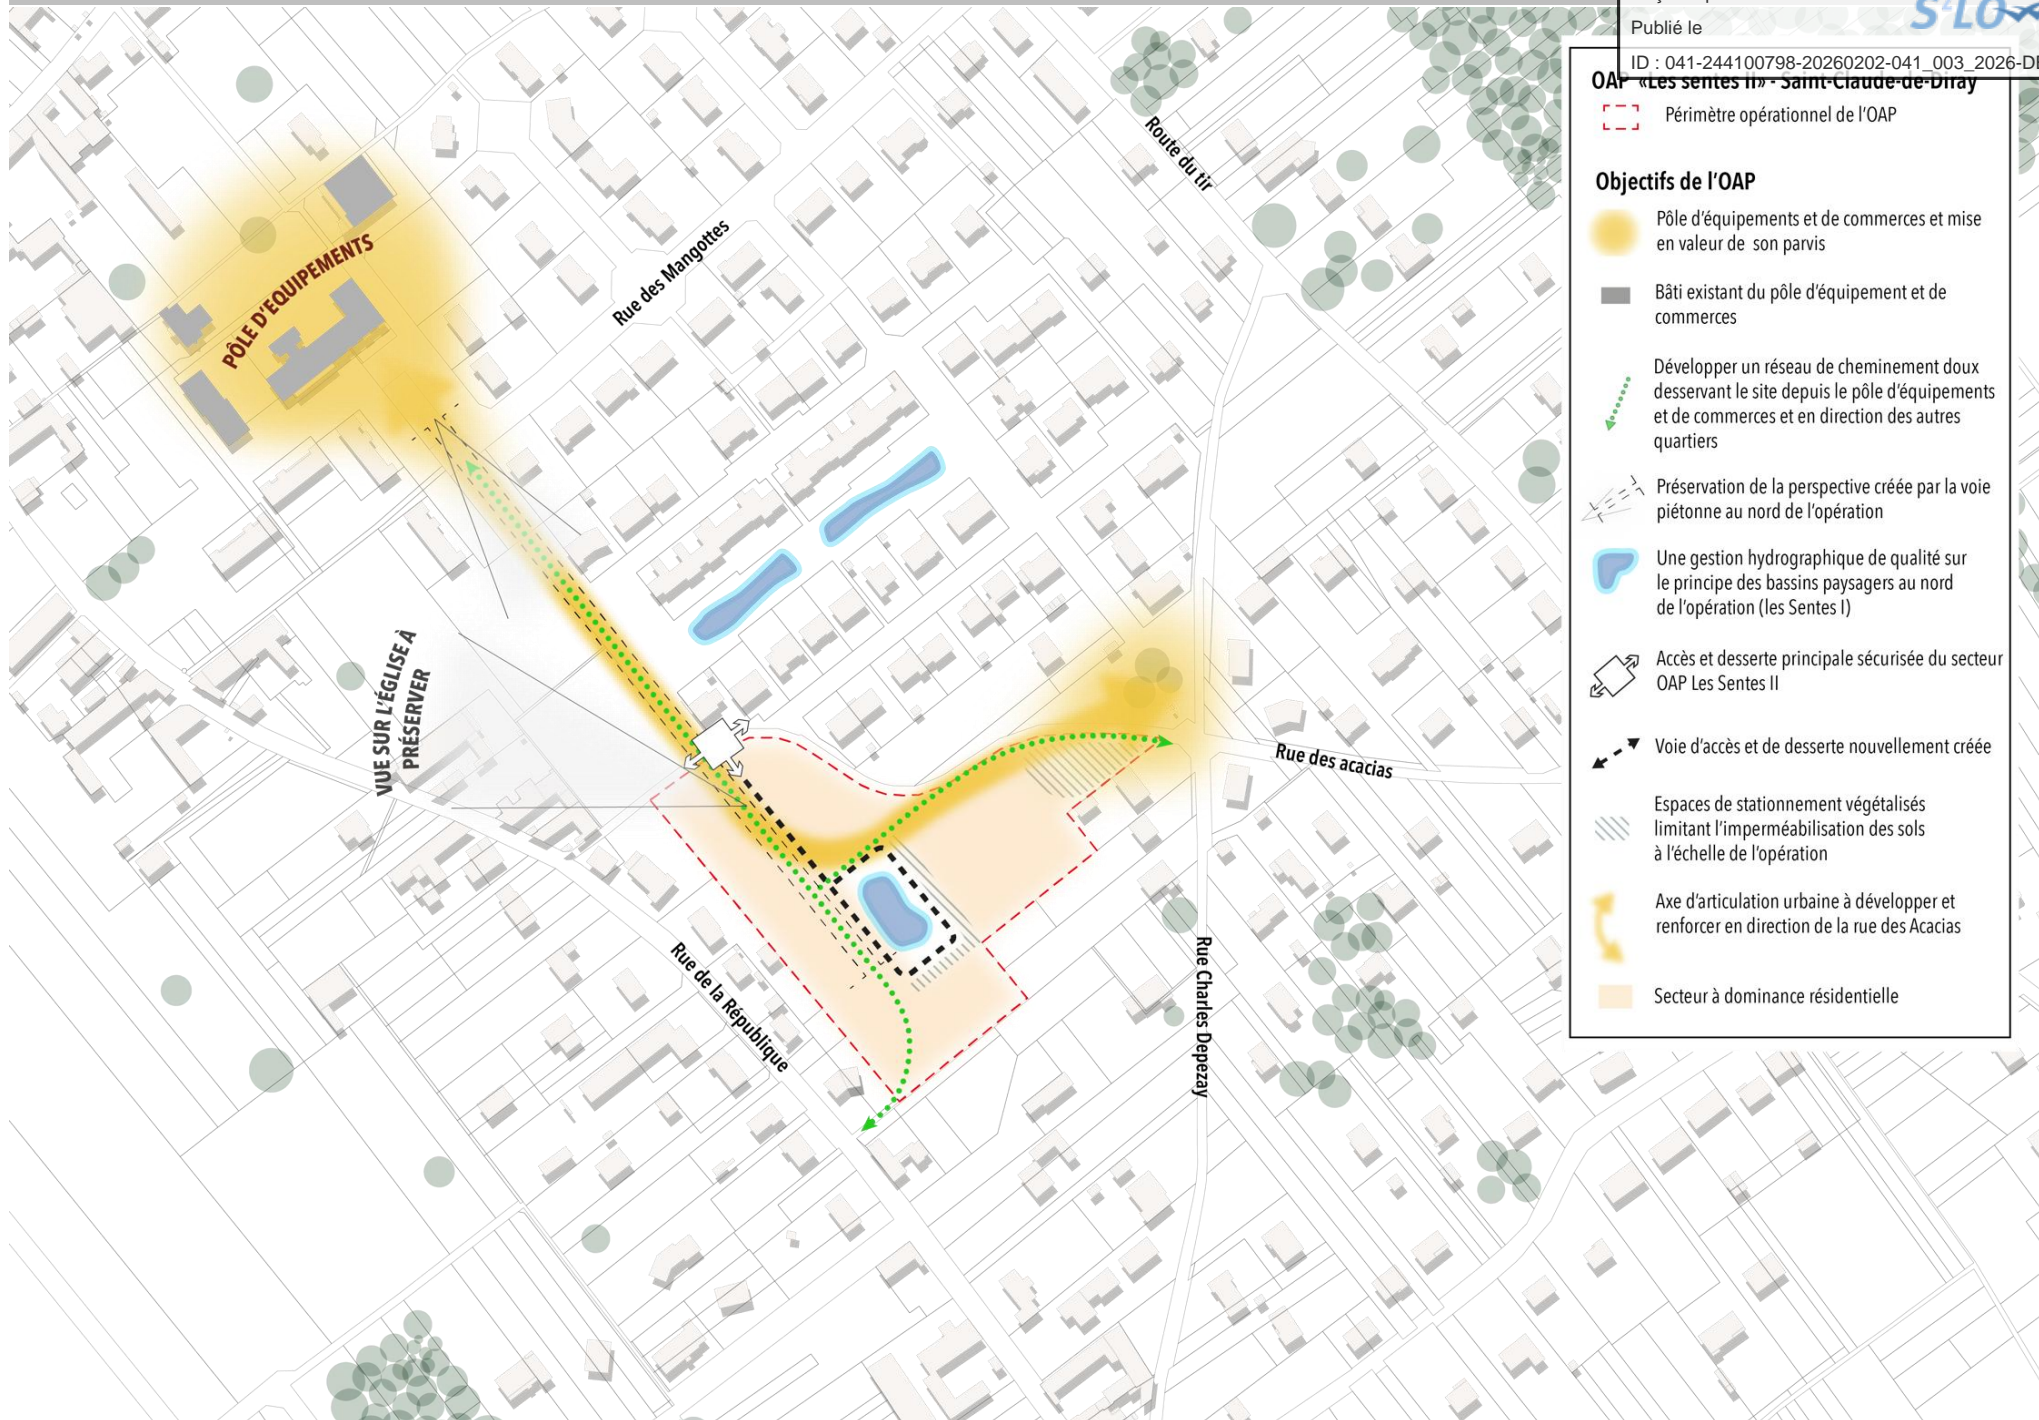 Publié le
S²LO
ID : 041-244100798-20260202-041_003_2026-DE
OAP «Les sentes II» - Saint-Claude-de-Diray
Périmètre opérationnel de l'OAP
Objectifs de l'OAP
Pôle d'équipements et de commerces et mise
en valeur de son parvis
Bâti existant du pôle d'équipement et de
commerces
Développer un réseau de cheminement doux
desservant le site depuis le pôle d'équipements
et de commerces et en direction des autres
quartiers
Préservation de la perspective créée par la voie
piétonne au nord de l'opération
Une gestion hydrographique de qualité sur
le principe des bassins paysagers au nord
de l'opération (les Sentes I)
Accès et desserte principale sécurisée du secteur
OAP Les Sentes II
Voie d'accès et de desserte nouvellement créée
Espaces de stationnement végétalisés
limitant l'imperméabilisation des sols
à l'échelle de l'opération
Axe d'articulation urbaine à développer et
renforcer en direction de la rue des Acacias
Secteur à dominance résidentielle
PÔLE D'EQUIPEMENTS
Rue des Mangottes
Route du tir
VUE SUR L'ÉGLISE À
PRÉSERVER
Rue des acacias
Rue de la République
Rue Charles Depezay